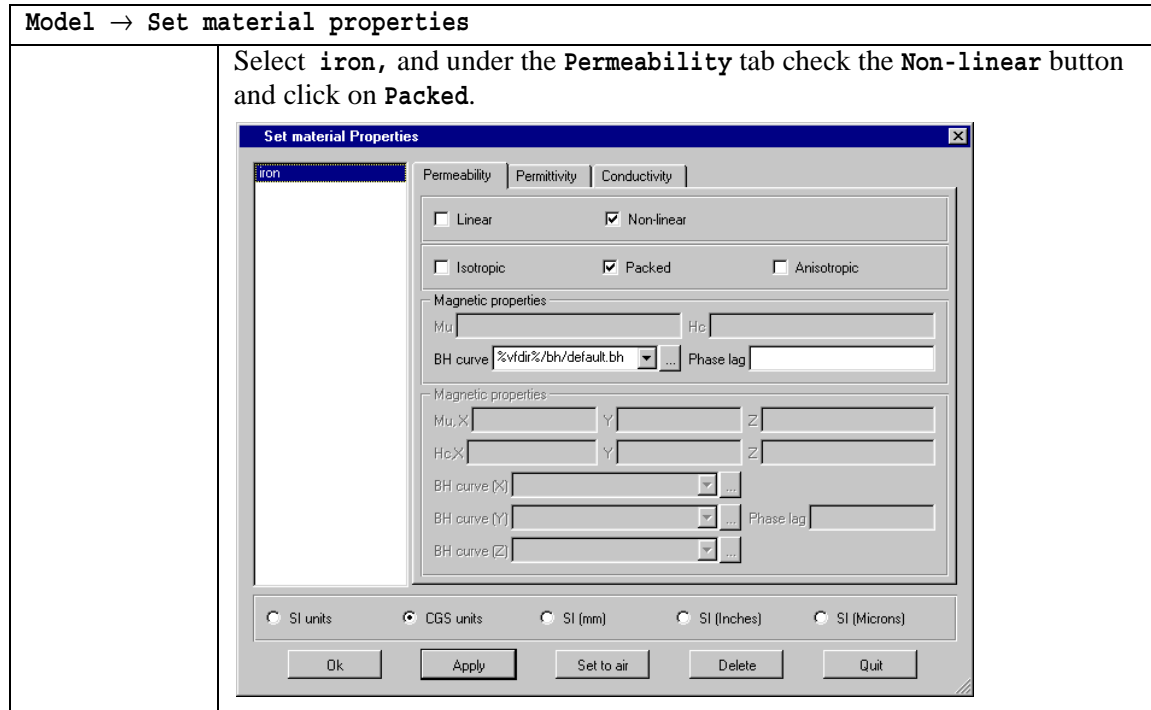 Model → Set material properties
Select iron, and under the Permeability tab check the Non-linear button
and click on Packed.
Set material Properties
iron
Permeability Permittivity Conductivity
Linear Non-linear
Isotropic Packed Anisotropic
Magnetic properties
Mu Hc
BH curve %vfdir%/bh/default.bh ... Phase lag
Magnetic properties
Mu,X Y Z
Hc,X Y Z
BH curve (X) ...
BH curve (Y) ... Phase lag
BH curve (Z) ...
SI units CGS units SI (mm) SI (Inches) SI (Microns)
Ok Apply Set to air Delete Quit